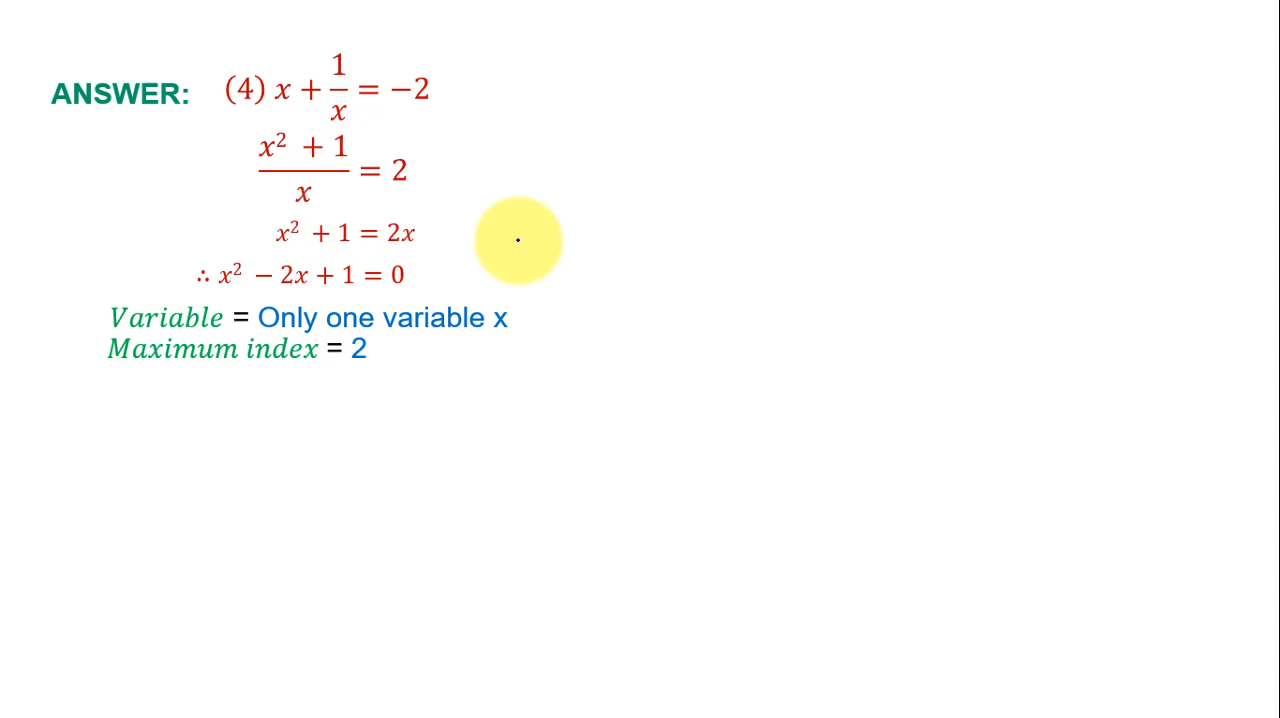 ANSWER: (4) x + 1/x = −2
x² + 1 / x = 2
x² + 1 = 2x
∴ x² − 2x + 1 = 0
Variable = Only one variable x
Maximum index = 2